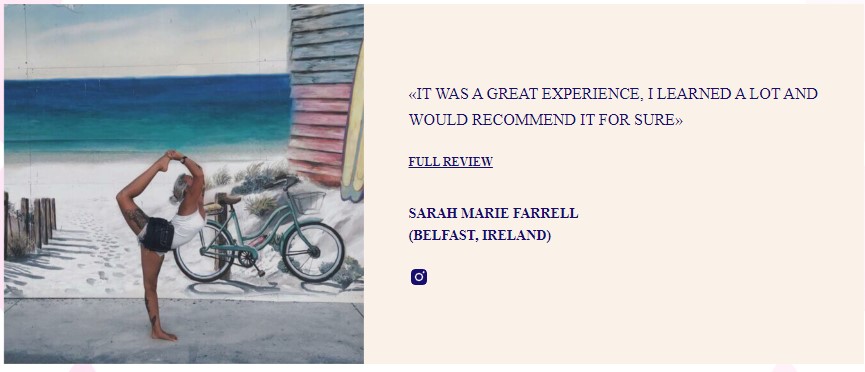 «IT WAS A GREAT EXPERIENCE, I LEARNED A LOT AND
WOULD RECOMMEND IT FOR SURE»
FULL REVIEW
SARAH MARIE FARRELL
(BELFAST, IRELAND)